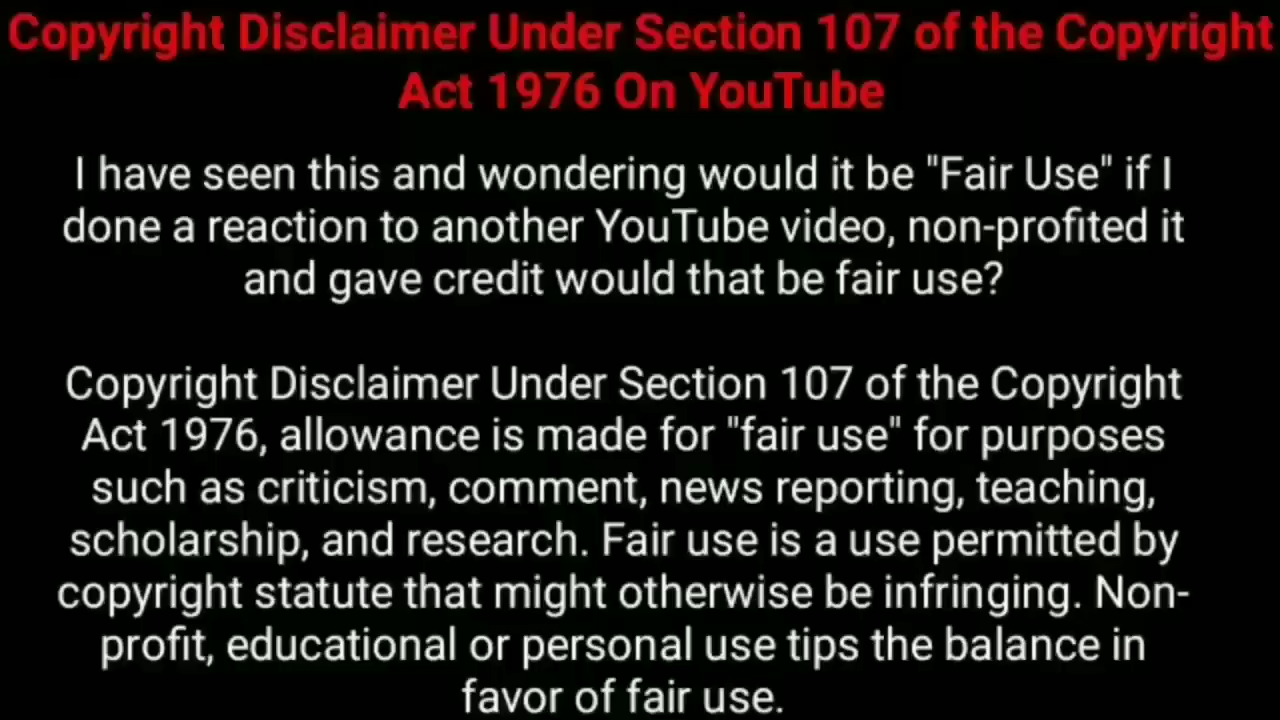 Copyright Disclaimer Under Section 107 of the Copyright
Act 1976 On YouTube
I have seen this and wondering would it be "Fair Use" if I
done a reaction to another YouTube video, non-profited it
and gave credit would that be fair use?
Copyright Disclaimer Under Section 107 of the Copyright
Act 1976, allowance is made for "fair use" for purposes
such as criticism, comment, news reporting, teaching,
scholarship, and research. Fair use is a use permitted by
copyright statute that might otherwise be infringing. Non-
profit, educational or personal use tips the balance in
favor of fair use.